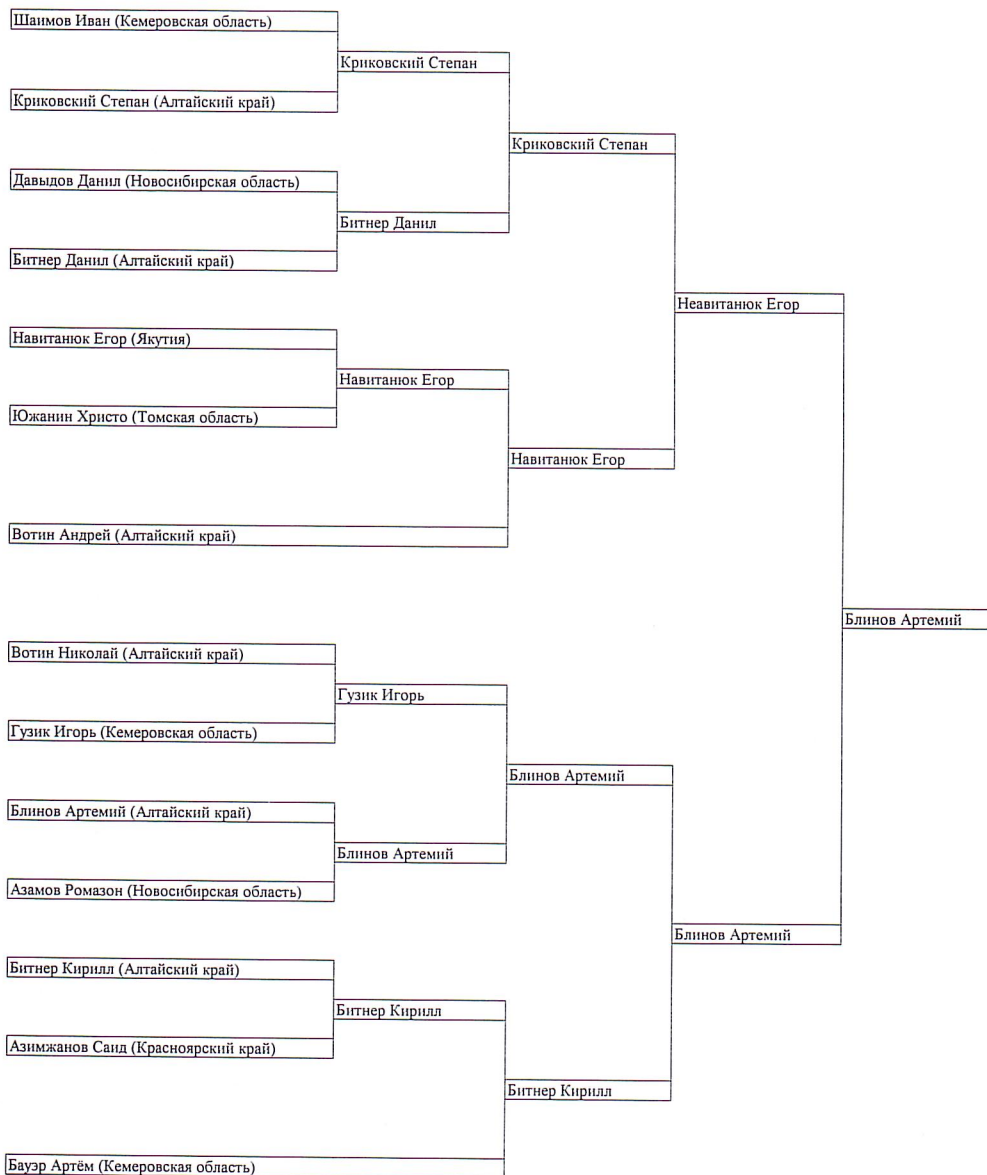 Шаимов Иван (Кемеровская область)
Криковский Степан
Криковский Степан (Алтайский край)
Криковский Степан
Давыдов Данил (Новосибирская область)
Битнер Данил
Битнер Данил (Алтайский край)
Неавитанюк Егор
Навитанюк Егор (Якутия)
Навитанюк Егор
Южанин Христо (Томская область)
Навитанюк Егор
Вотин Андрей (Алтайский край)
Блинов Артемий
Вотин Николай (Алтайский край)
Гузик Игорь
Гузик Игорь (Кемеровская область)
Блинов Артемий
Блинов Артемий (Алтайский край)
Блинов Артемий
Азамов Ромазон (Новосибирская область)
Блинов Артемий
Битнер Кирилл (Алтайский край)
Битнер Кирилл
Азимжанов Саид (Красноярский край)
Битнер Кирилл
Бауэр Артём (Кемеровская область)